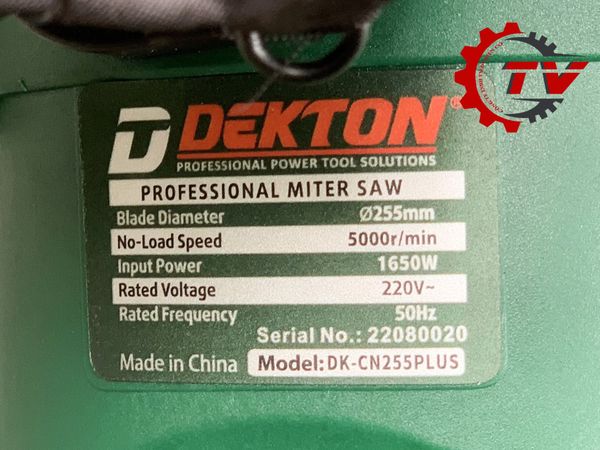 TV
D DEKTON®
PROFESSIONAL POWER TOOL SOLUTIONS
PROFESSIONAL MITER SAW
Blade Diameter Ø255mm
No-Load Speed 5000r/min
Input Power 1650W
Rated Voltage 220V~
Rated Frequency 50Hz
Serial No.: 22080020
Made in China Model: DK-CN255PLUS